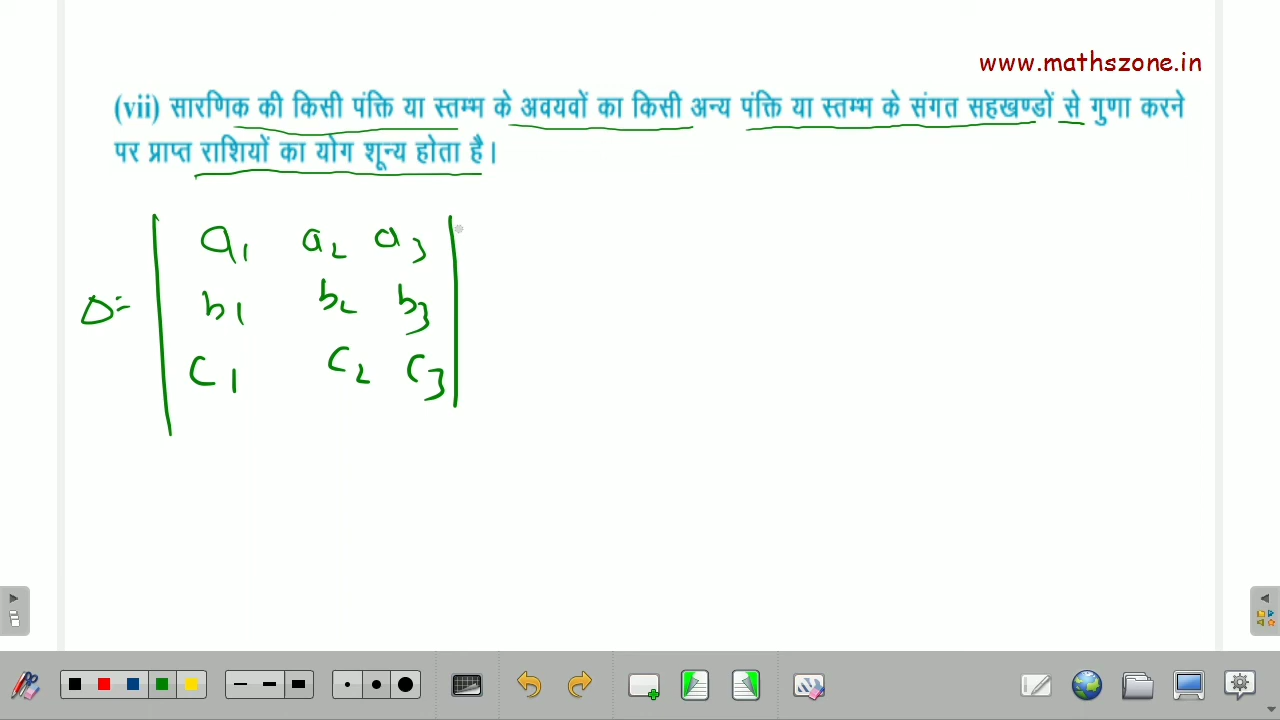 www.mathszone.in
(vii) सारणिक की किसी पंक्ति या स्तम्भ के अवयवों का किसी अन्य पंक्ति या स्तम्भ के संगत सहखण्डों से गुणा करने
पर प्राप्त राशियों का योग शून्य होता है।
a₁ a₂ a₃
Δ= b₁ b₂ b₃
c₁ c₂ c₃